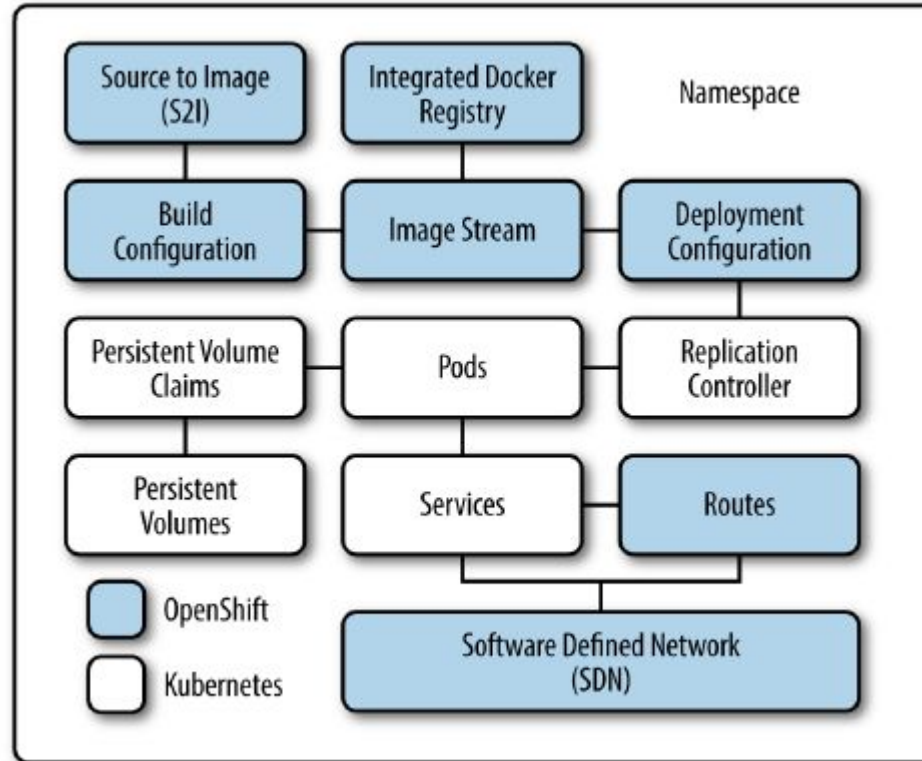 Source to Image
(S2I)
Integrated Docker
Registry
Namespace
Build
Configuration
Image Stream
Deployment
Configuration
Persistent Volume
Claims
Pods
Replication
Controller
Persistent
Volumes
Services
Routes
OpenShift
Kubernetes
Software Defined Network
(SDN)